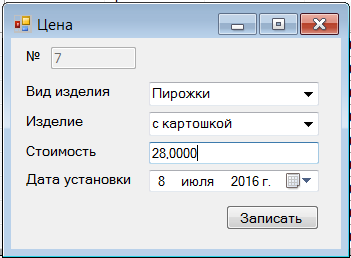 Цена
№ 7
Вид изделия Пирожки
Изделие с картошкой
Стоимость 28,0000
Дата установки 8 июля 2016 г.
Записать